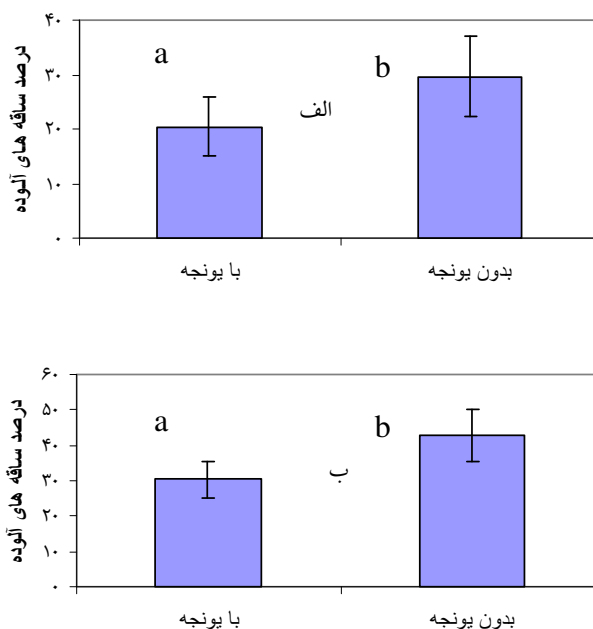 درصد ساقه های آلوده
۴۰
۳۰
۲۰
۱۰
۰
a
b
الف
با یونجه
بدون یونجه
درصد ساقه های آلوده
۶۰
۵۰
۴۰
۳۰
۲۰
۱۰
۰
a
b
ب
با یونجه
بدون یونجه